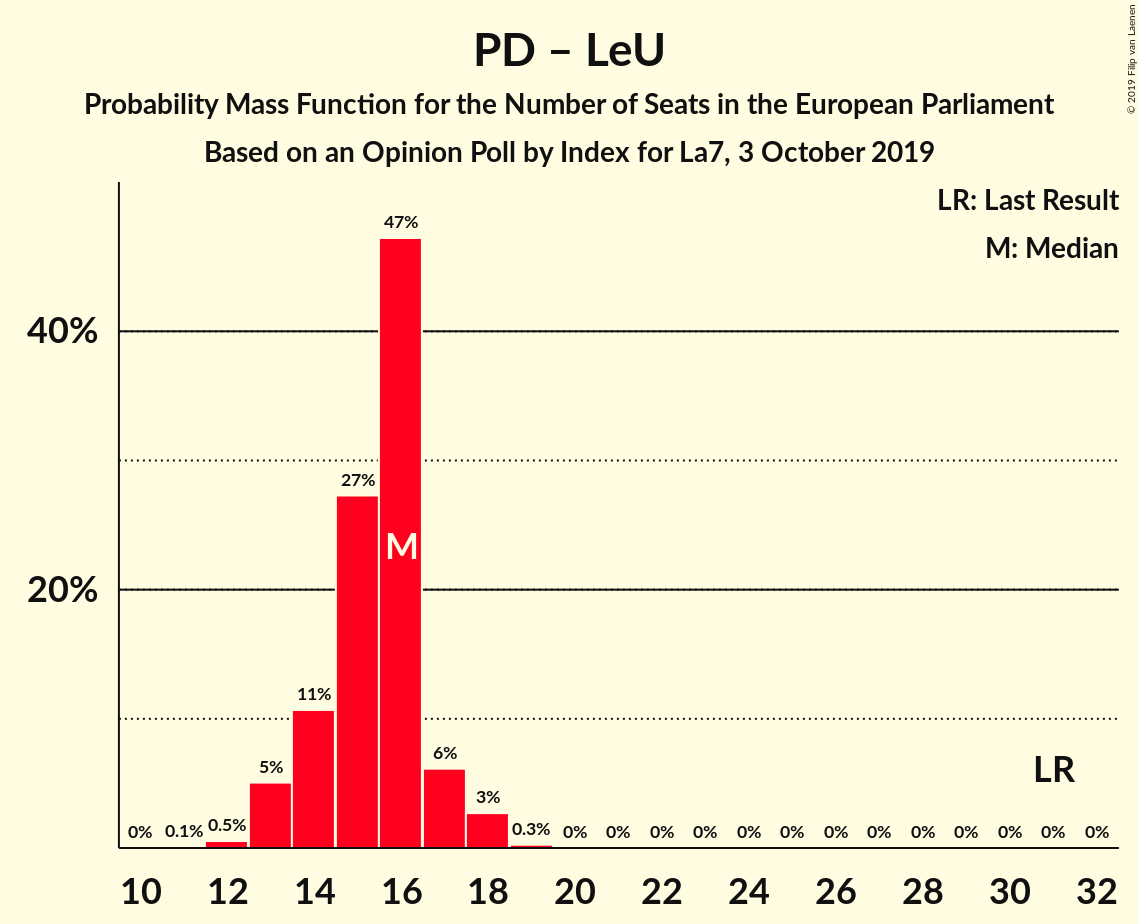 PD – LeU
Probability Mass Function for the Number of Seats in the European Parliament
Based on an Opinion Poll by Index for La7, 3 October 2019
© 2019 Filip van Laenen
LR: Last Result
M: Median
40%
20%
0% 0.1% 0.5% 5% 11% 27% 47% 6% 3% 0.3% 0% 0% 0% 0% 0% 0% 0% 0% 0% 0% 0% 0% 0%
M
LR
10 12 14 16 18 20 22 24 26 28 30 32